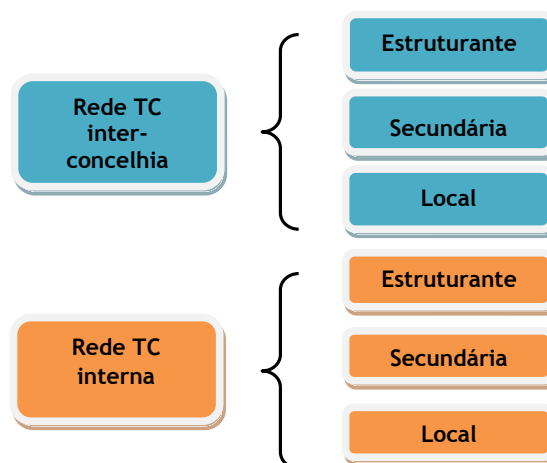 Rede TC
inter-
concelhia
Estruturante
Secundária
Local
Rede TC
interna
Estruturante
Secundária
Local